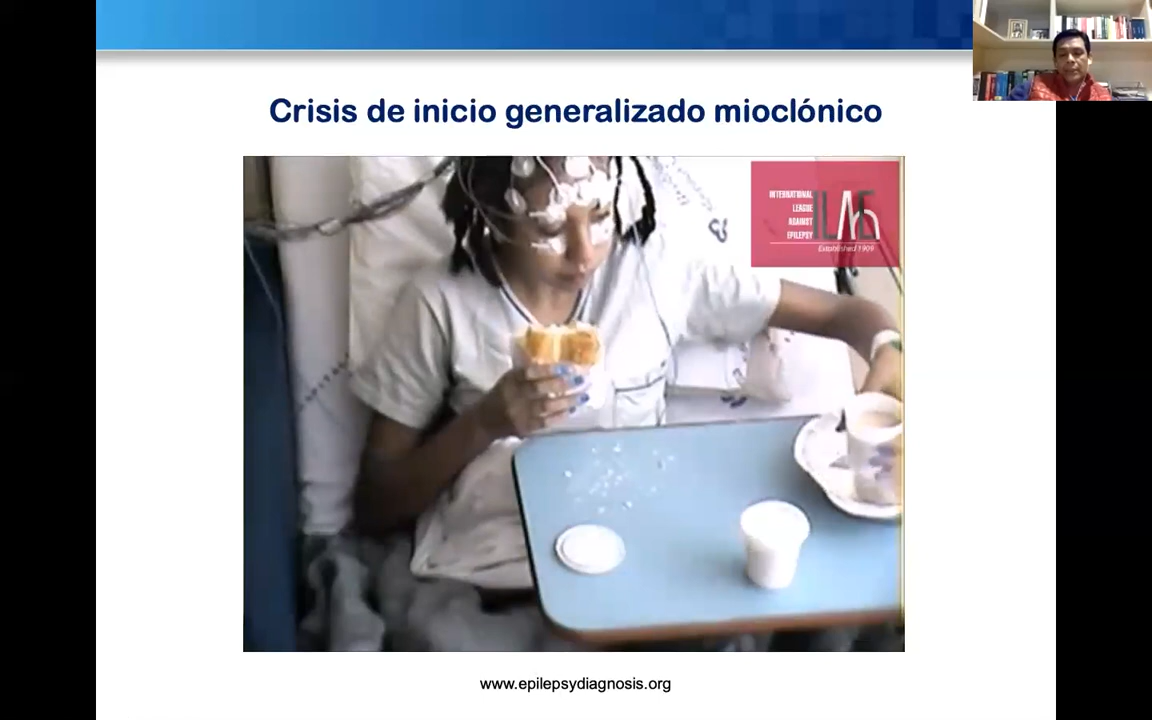 Crisis de inicio generalizado mioclónico
INTERNATIONAL
LEAGUE
AGAINST
EPILEPSY
ILAE
Established 1909
www.epilepsydiagnosis.org